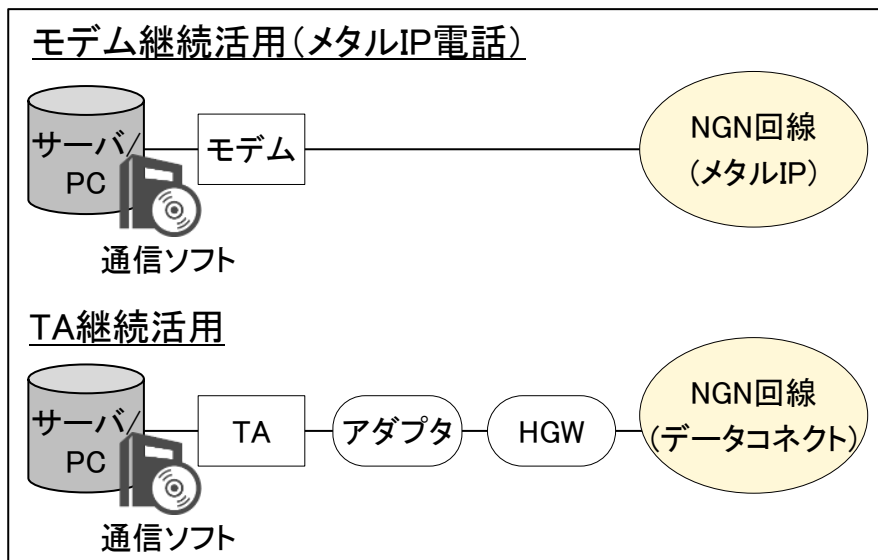 モデム継続活用(メタルIP電話)
サーバ/
PC
モデム
NGN回線
(メタルIP)
通信ソフト
TA継続活用
サーバ/
PC
TA
アダプタ
HGW
NGN回線
(データコネクト)
通信ソフト